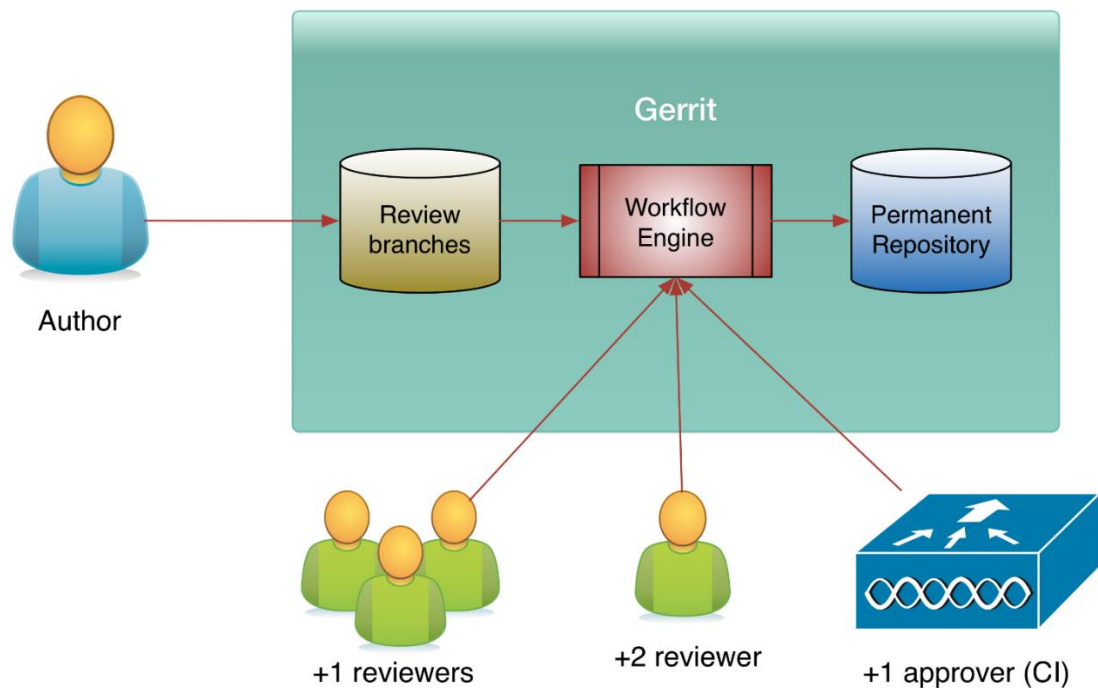 Gerrit
Review
branches
Workflow
Engine
Permanent
Repository
Author
+1 reviewers
+2 reviewer
+1 approver (CI)